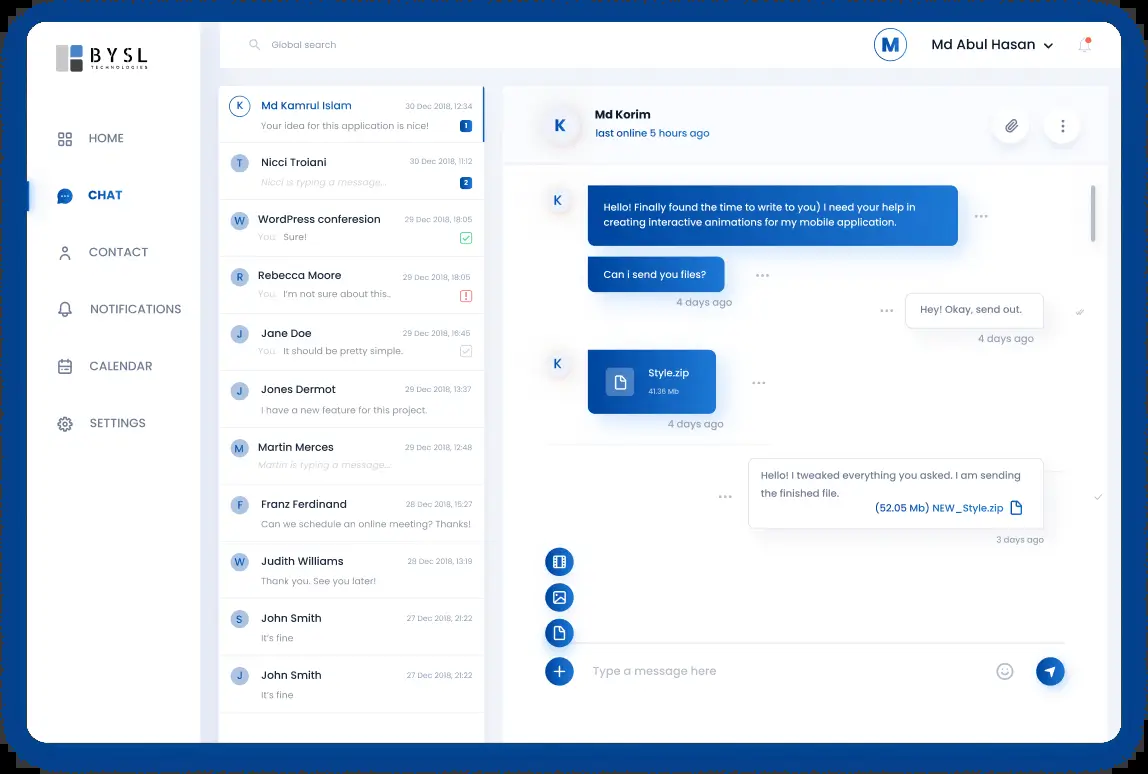 BYSL
TECHNOLOGIES
Global search
M
Md Abul Hasan
HOME
CHAT
CONTACT
NOTIFICATIONS
CALENDAR
SETTINGS
K
Md Kamrul Islam
30 Dec 2018, 12:34
Your idea for this application is nice!
1
T
Nicci Troiani
30 Dec 2018, 11:12
Nicci is typing a message...
2
W
WordPress conferesion
29 Dec 2018, 18:05
You: Sure!
R
Rebecca Moore
29 Dec 2018, 18:05
You: I'm not sure about this..
J
Jane Doe
29 Dec 2018, 16:45
You: It should be pretty simple.
J
Jones Dermot
29 Dec 2018, 13:37
I have a new feature for this project.
M
Martin Merces
29 Dec 2018, 12:48
Martin is typing a message...
F
Franz Ferdinand
28 Dec 2018, 15:27
Can we schedule an online meeting? Thanks!
W
Judith Williams
28 Dec 2018, 13:19
Thank you. See you later!
S
John Smith
27 Dec 2018, 21:22
It's fine
J
John Smith
27 Dec 2018, 21:22
It's fine
K
Md Korim
last online 5 hours ago
K
Hello! Finally found the time to write to you) I need your help in
creating interactive animations for my mobile application.
Can i send you files?
4 days ago
Hey! Okay, send out.
4 days ago
K
Style.zip
41.36 Mb
4 days ago
Hello! I tweaked everything you asked. I am sending
the finished file.
(52.05 Mb) NEW_Style.zip
3 days ago
Type a message here